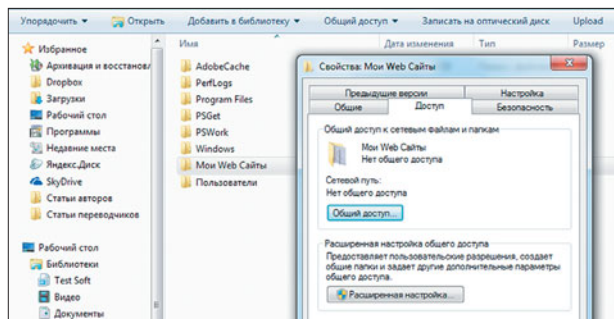 Упорядочить Открыть Добавить в библиотеку Общий доступ Записать на оптический диск Upload
Имя Дата изменения Тип Размер
Избранное
Архивация и восстановл
Dropbox
Загрузки
Рабочий стол
Программы
Недавние места
Яндекс.Диск
SkyDrive
Статьи авторов
Статьи переводчиков
Рабочий стол
Библиотеки
Test Soft
Видео
Документы
AdobeCache
PerfLogs
Program Files
PSGet
PSWork
Windows
Мои Web Сайты
Пользователи
Свойства: Мои Web Сайты
Предыдущие версии Настройка
Общие Доступ Безопасность
Общий доступ к сетевым файлам и папкам
Мои Web Сайты
Нет общего доступа
Сетевой путь:
Нет общего доступа
Общий доступ...
Расширенная настройка общего доступа
Предоставляет пользовательские разрешения, создает
общие папки и задает другие дополнительные параметры
общего доступа.
Расширенная настройка...